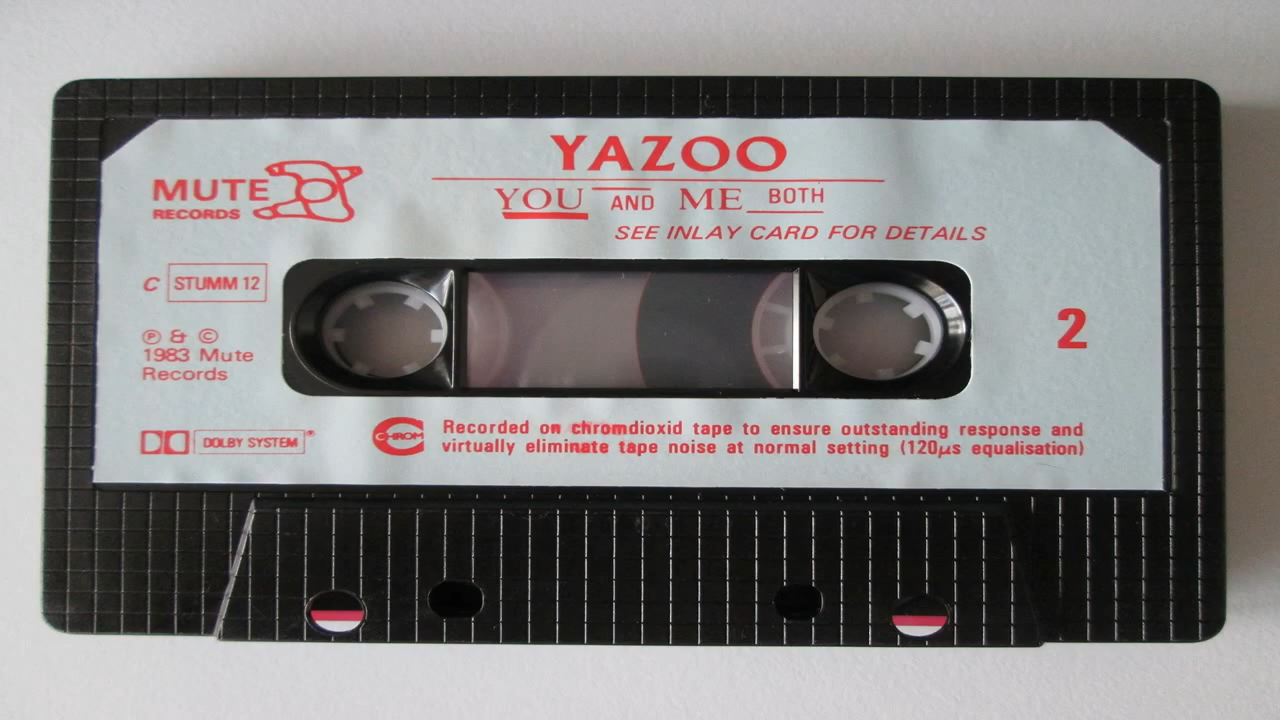 YAZOO
YOU AND ME BOTH
SEE INLAY CARD FOR DETAILS
MUTE
RECORDS
C STUMM 12
℗ & ©
1983 Mute
Records
2
DOLBY SYSTEM®
CHROM
Recorded on chromdioxid tape to ensure outstanding response and
virtually eliminate tape noise at normal setting (120µs equalisation)